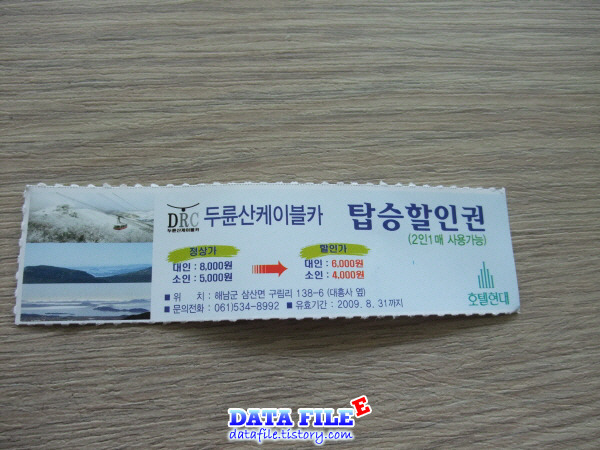 DRC
두륜산케이블카
두륜산케이블카 탑승할인권
(2인1매 사용가능)
정상가
대인 : 8,000원
소인 : 5,000원
할인가
대인 : 6,000원
소인 : 4,000원
■ 위 치 : 해남군 삼산면 구림리 138-6 (대흥사 옆)
■ 문의전화 : 061)534-8992 ■ 유효기간 : 2009. 8. 31까지
호텔현대
DATA FILE E
datafile.tistory.com